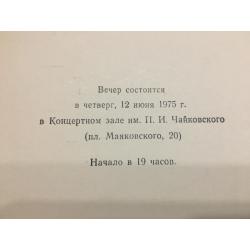 Вечер состоится
в четверг, 12 июня 1975 г.
в Концертном зале им. П. И. Чайковского
(пл. Маяковского, 20)
Начало в 19 часов.